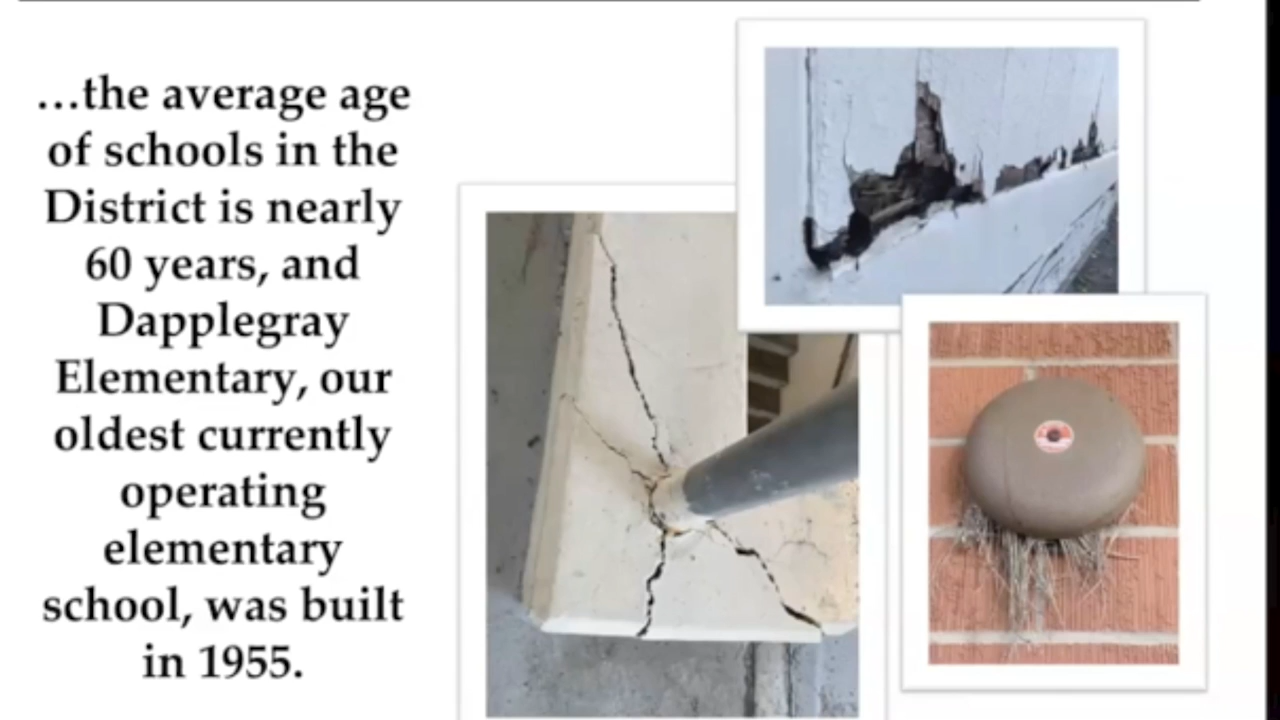 …the average age
of schools in the
District is nearly
60 years, and
Dapplegray
Elementary, our
oldest currently
operating
elementary
school, was built
in 1955.